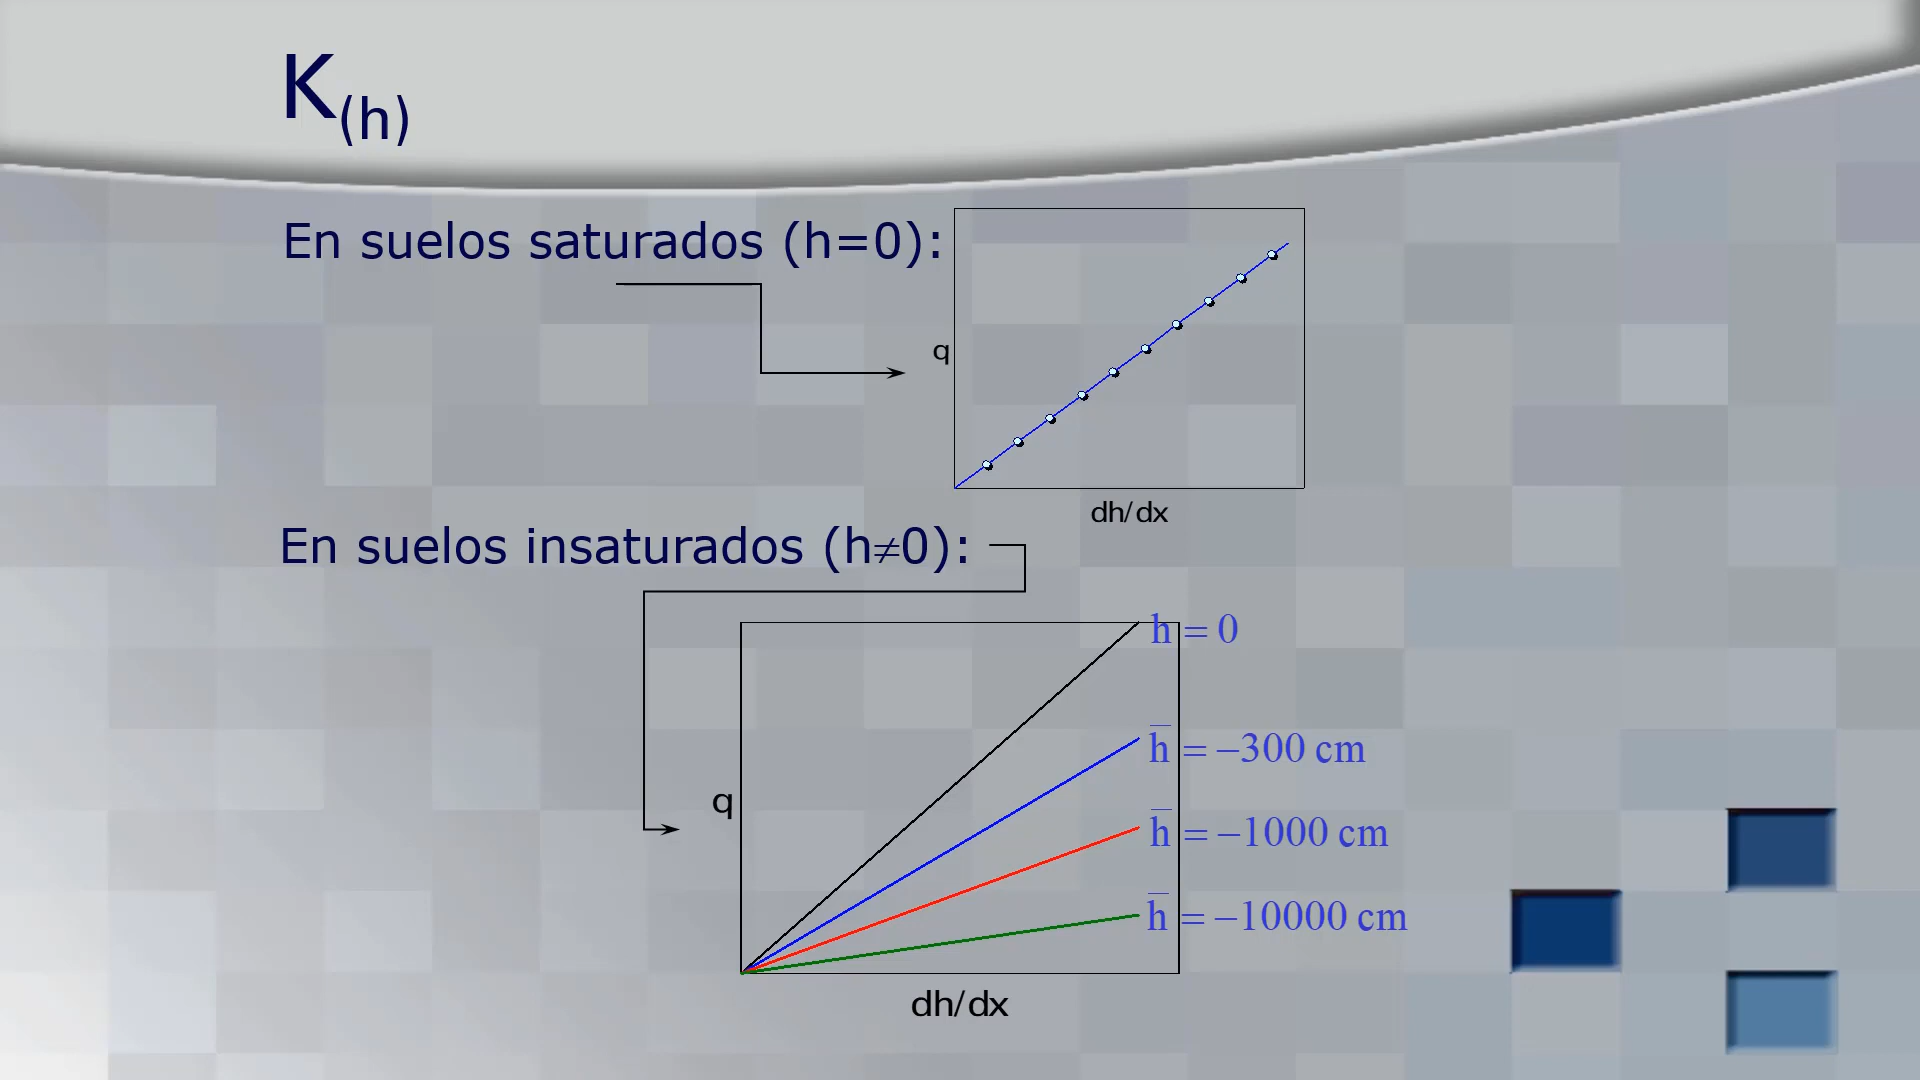 K(h)
En suelos saturados (h=0):
q
dh/dx
En suelos insaturados (h≠0):
h = 0
h̅ = −300 cm
q
h̅ = −1000 cm
h̅ = −10000 cm
dh/dx